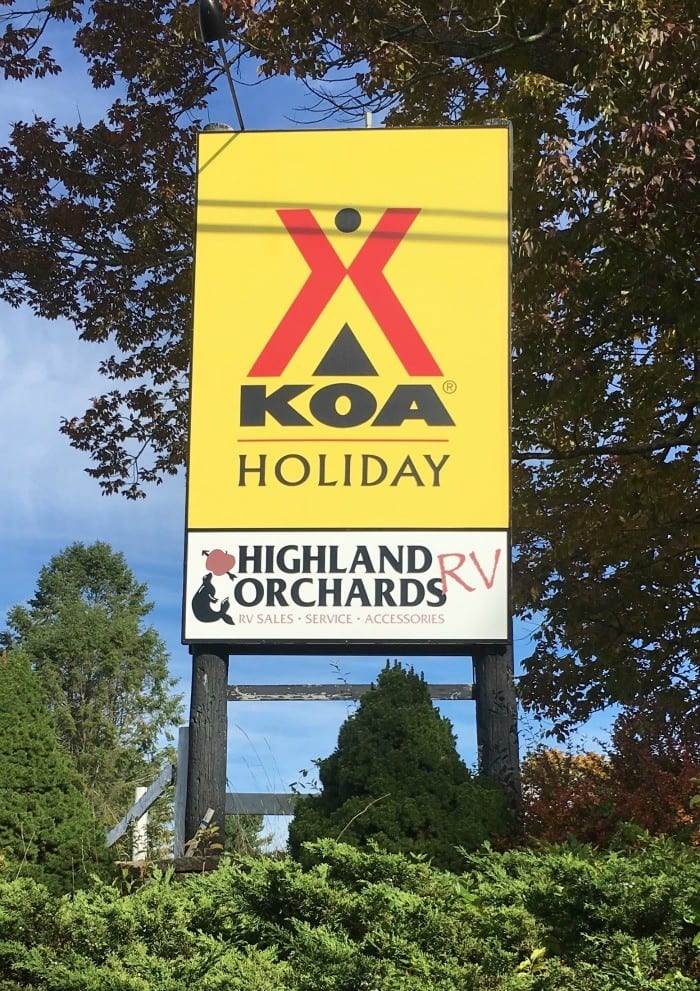 KOA®
HOLIDAY
HIGHLAND
ORCHARDS RV
RV SALES · SERVICE · ACCESSORIES